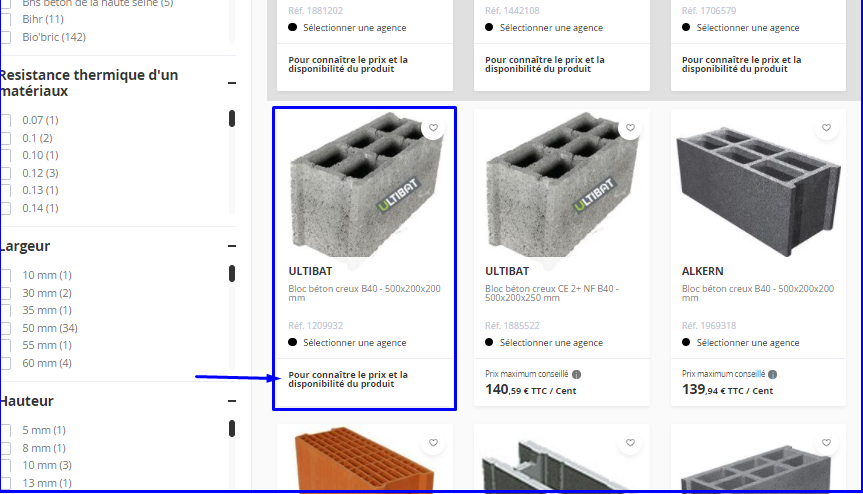 Bns béton de la haute seine (5)
Bihr (11)
Bio'bric (142)
Resistance thermique d'un
matériaux
0.07 (1)
0.1 (2)
0.10 (1)
0.12 (3)
0.13 (1)
0.14 (1)
Largeur
10 mm (1)
30 mm (2)
35 mm (1)
50 mm (34)
55 mm (1)
60 mm (4)
Hauteur
5 mm (1)
8 mm (1)
10 mm (3)
13 mm (1)
Réf. 1881202
Sélectionner une agence
Pour connaître le prix et la
disponibilité du produit
Réf. 1442108
Sélectionner une agence
Pour connaître le prix et la
disponibilité du produit
Réf. 1706579
Sélectionner une agence
Pour connaître le prix et la
disponibilité du produit
ULTIBAT
ULTIBAT
Bloc béton creux B40 - 500x200x200
mm
Réf. 1209932
Sélectionner une agence
Pour connaître le prix et la
disponibilité du produit
ULTIBAT
ULTIBAT
Bloc béton creux CE 2+ NF B40 -
500x200x250 mm
Réf. 1885522
Sélectionner une agence
Prix maximum conseillé
140,59 € TTC / Cent
ALKERN
Bloc béton creux B40 - 500x200x200
mm
Réf. 1969318
Sélectionner une agence
Prix maximum conseillé
139,94 € TTC / Cent